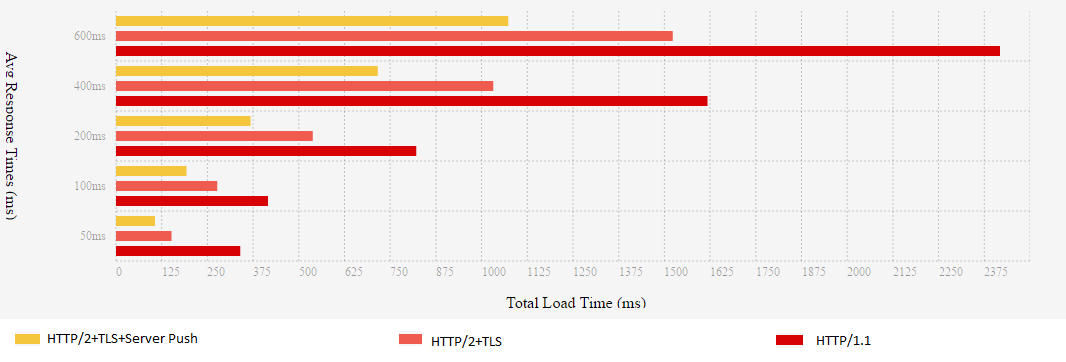 Avg Response Times (ms)
600ms
400ms
200ms
100ms
50ms
0 125 250 375 500 625 750 875 1000 1125 1250 1375 1500 1625 1750 1875 2000 2125 2250 2375
Total Load Time (ms)
HTTP/2+TLS+Server Push HTTP/2+TLS HTTP/1.1